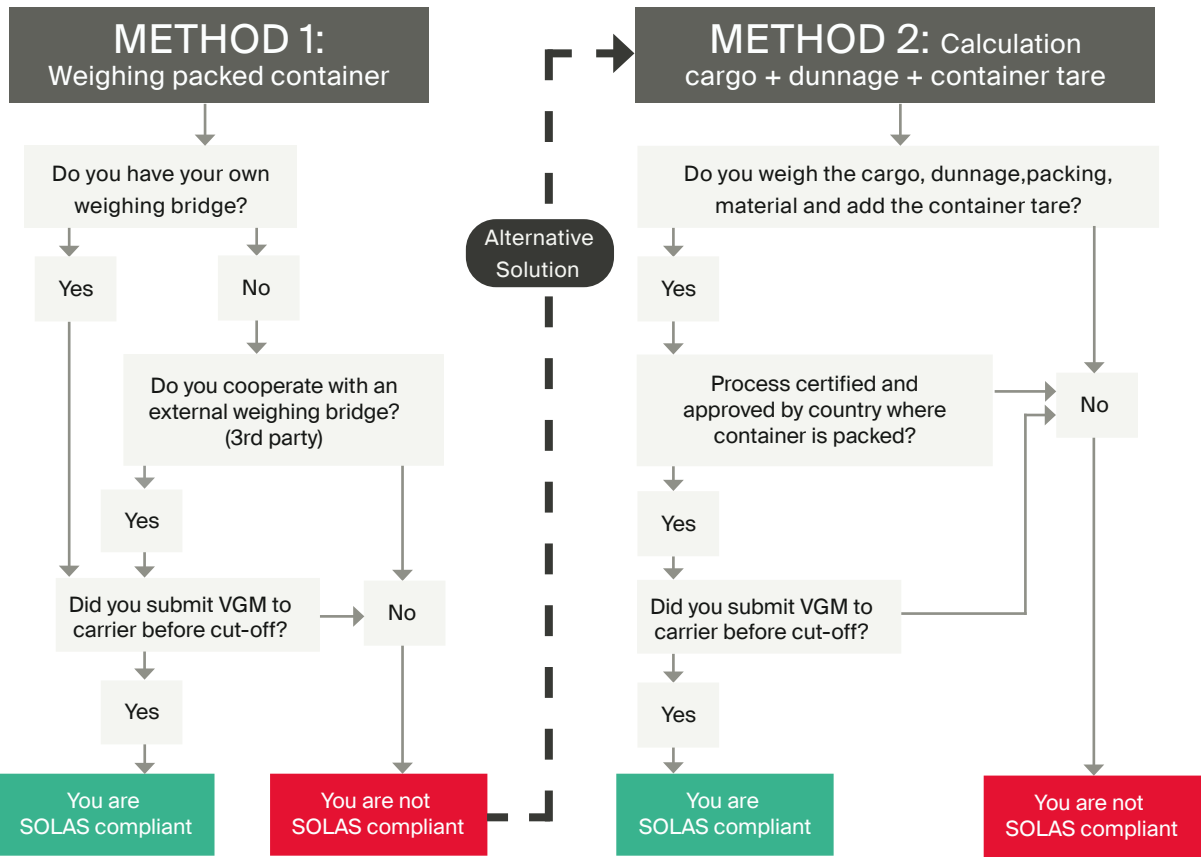 METHOD 1:
Weighing packed container
Do you have your own
weighing bridge?
Yes
No
Do you cooperate with an
external weighing bridge?
(3rd party)
Yes
Did you submit VGM to
carrier before cut-off?
No
Yes
You are
SOLAS compliant
You are not
SOLAS compliant
Alternative
Solution
METHOD 2: Calculation
cargo + dunnage + container tare
Do you weigh the cargo, dunnage,packing,
material and add the container tare?
Yes
Process certified and
approved by country where
container is packed?
No
Yes
Did you submit VGM to
carrier before cut-off?
Yes
You are
SOLAS compliant
You are not
SOLAS compliant